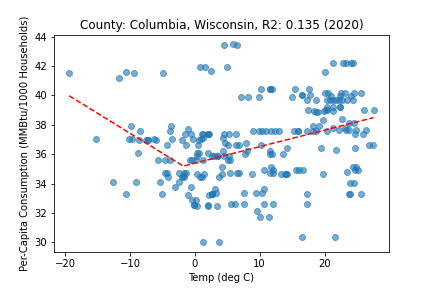 County: Columbia, Wisconsin, R2: 0.135 (2020)
Per-Capita Consumption (MMBtu/1000 Households)
44
42
40
38
36
34
32
30
−20 −10 0 10 20
Temp (deg C)